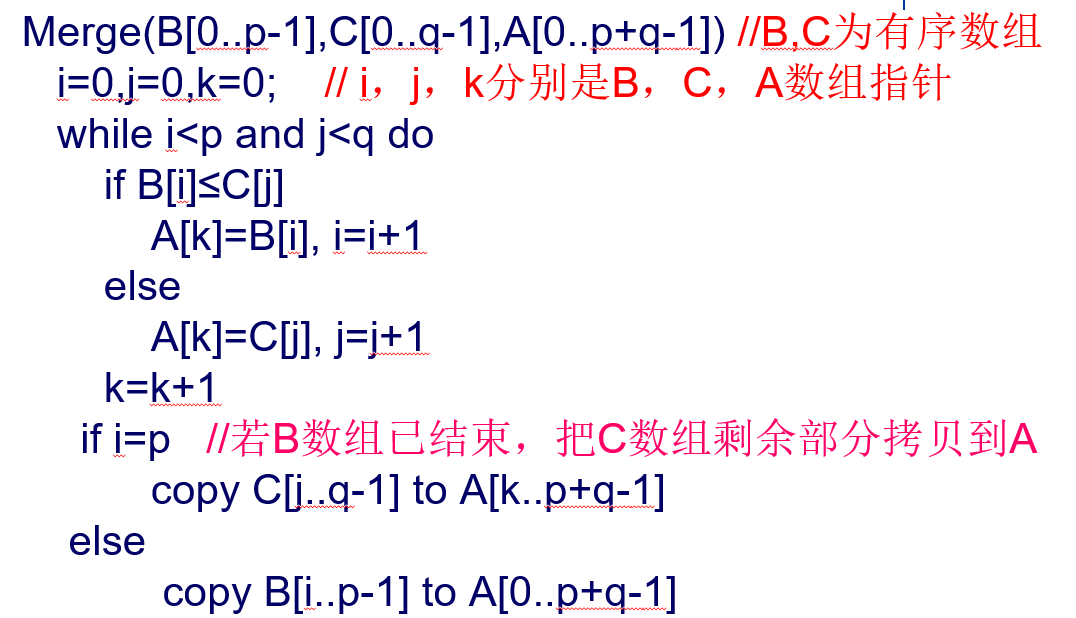 Merge(B[0..p-1],C[0..q-1],A[0..p+q-1]) //B,C为有序数组
i=0,j=0,k=0; // i，j，k分别是B，C，A数组指针
while i<p and j<q do
if B[i]≤C[j]
A[k]=B[i], i=i+1
else
A[k]=C[j], j=j+1
k=k+1
if i=p //若B数组已结束，把C数组剩余部分拷贝到A
copy C[j..q-1] to A[k..p+q-1]
else
copy B[i..p-1] to A[0..p+q-1]